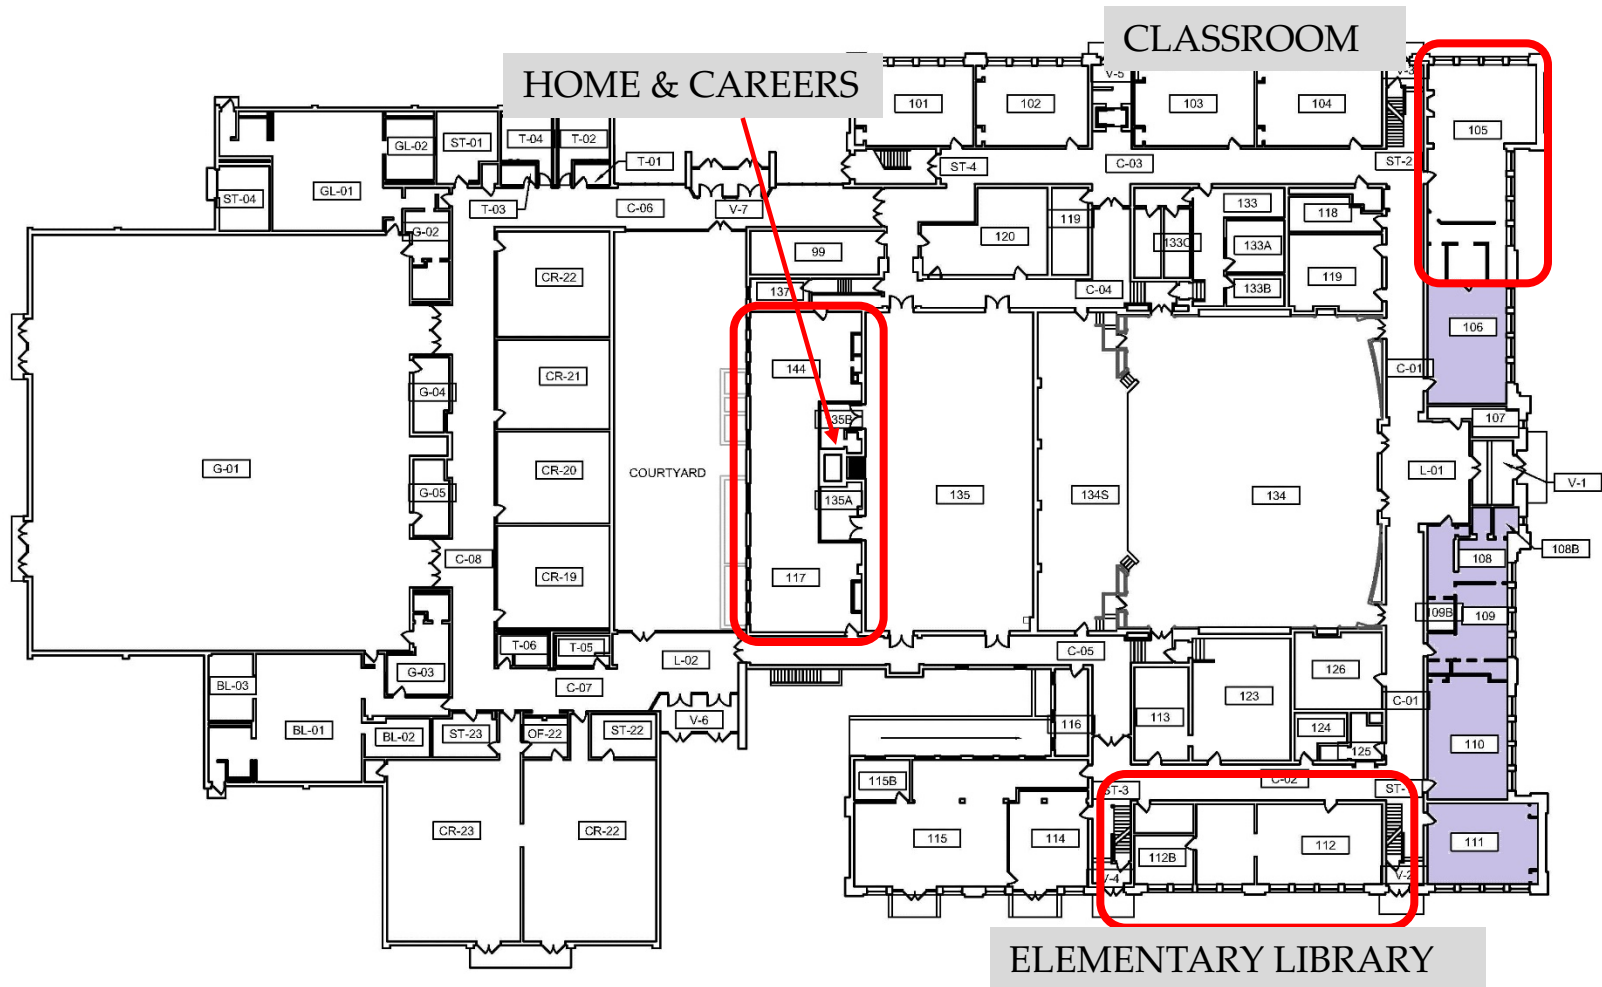 CLASSROOM
HOME & CAREERS
V-5
V-3
101
102
103
104
105
GL-02
ST-01
T-04
T-02
T-01
ST-4
C-03
ST-2
GL-01
ST-04
T-03
C-06
V-7
119
133
118
G-02
120
133C
133A
99
CR-22
119
137
C-04
133B
106
144
C-01
CR-21
G-04
135B
107
G-01
CR-20
COURTYARD
L-01
V-1
G-05
135A
135
134S
134
C-08
108
108B
CR-19
117
109B
109
T-06
T-05
L-02
C-05
G-03
126
BL-03
C-07
123
C-01
113
BL-01
BL-02
ST-23
OF-22
ST-22
V-6
116
124
125
110
115B
ST-3
C-02
ST-
CR-23
CR-22
115
114
112B
112
111
V-4
V-2
ELEMENTARY LIBRARY